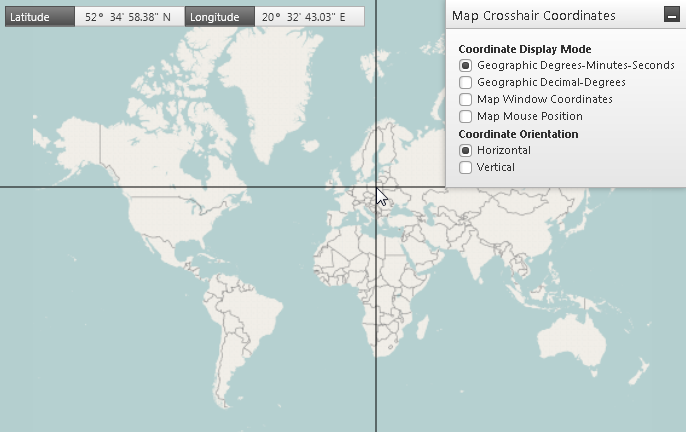 Latitude 52° 34' 58.38" N Longitude 20° 32' 43.03" E
Map Crosshair Coordinates
Coordinate Display Mode
Geographic Degrees-Minutes-Seconds
Geographic Decimal-Degrees
Map Window Coordinates
Map Mouse Position
Coordinate Orientation
Horizontal
Vertical